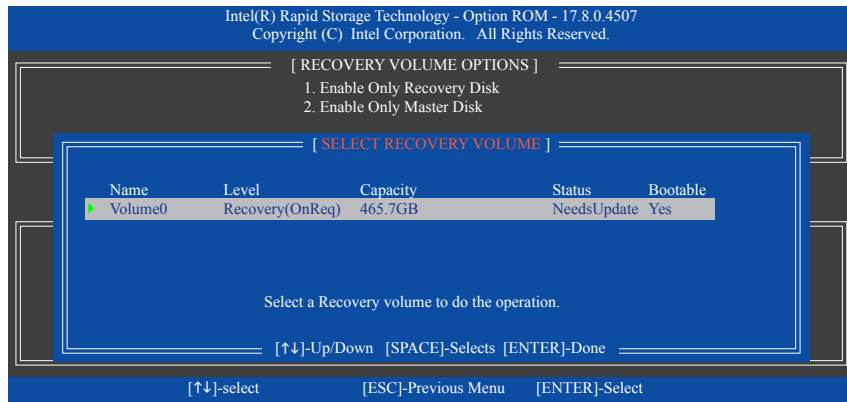 Intel(R) Rapid Storage Technology - Option ROM - 17.8.0.4507
Copyright (C) Intel Corporation. All Rights Reserved.
[ RECOVERY VOLUME OPTIONS ]
1. Enable Only Recovery Disk
2. Enable Only Master Disk
[ SELECT RECOVERY VOLUME ]
Name Level Capacity Status Bootable
Volume0 Recovery(OnReq) 465.7GB NeedsUpdate Yes
Select a Recovery volume to do the operation.
[↑↓]-Up/Down [SPACE]-Selects [ENTER]-Done
[↑↓]-select [ESC]-Previous Menu [ENTER]-Select